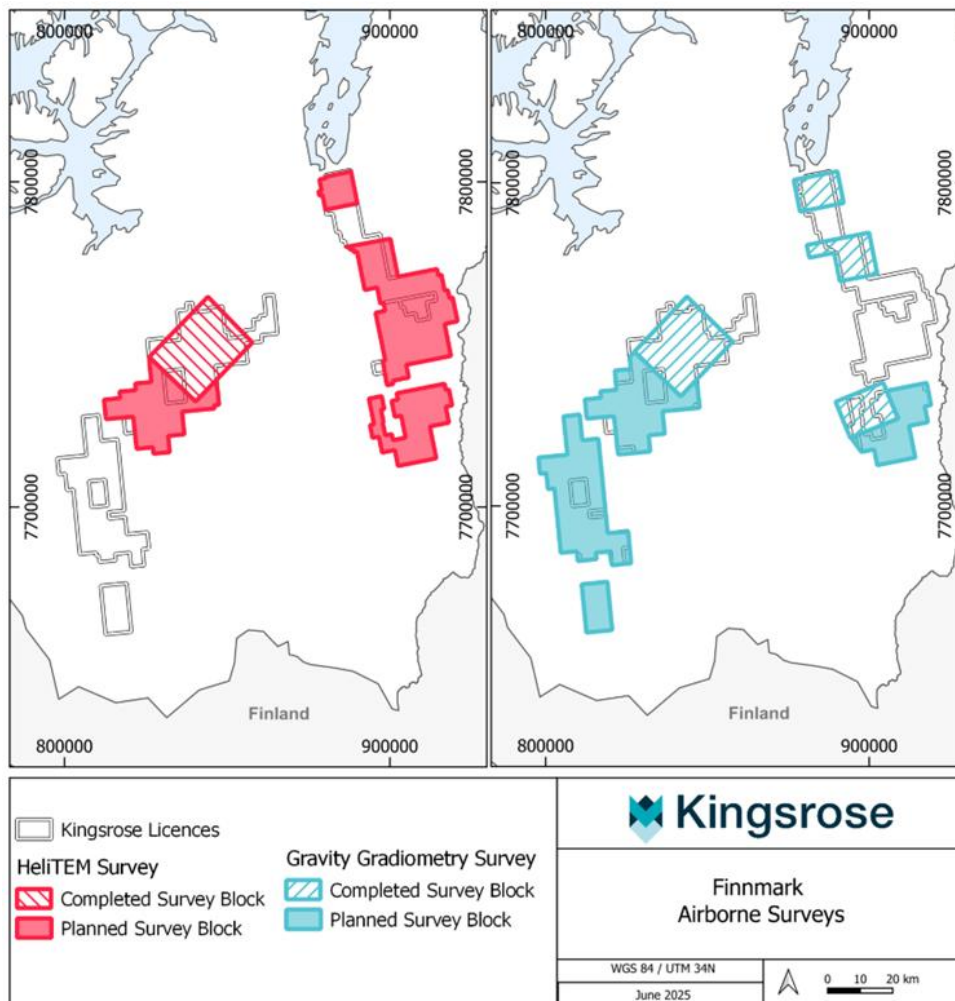 800000
900000
800000
900000
7800000
7800000
7800000
7700000
7700000
7700000
Finland
Finland
800000
900000
800000
900000
Kingsrose Licences
HeliTEM Survey
Completed Survey Block
Planned Survey Block
Gravity Gradiometry Survey
Completed Survey Block
Planned Survey Block
Kingsrose
Finnmark
Airborne Surveys
WGS 84 / UTM 34N
June 2025
0 10 20 km